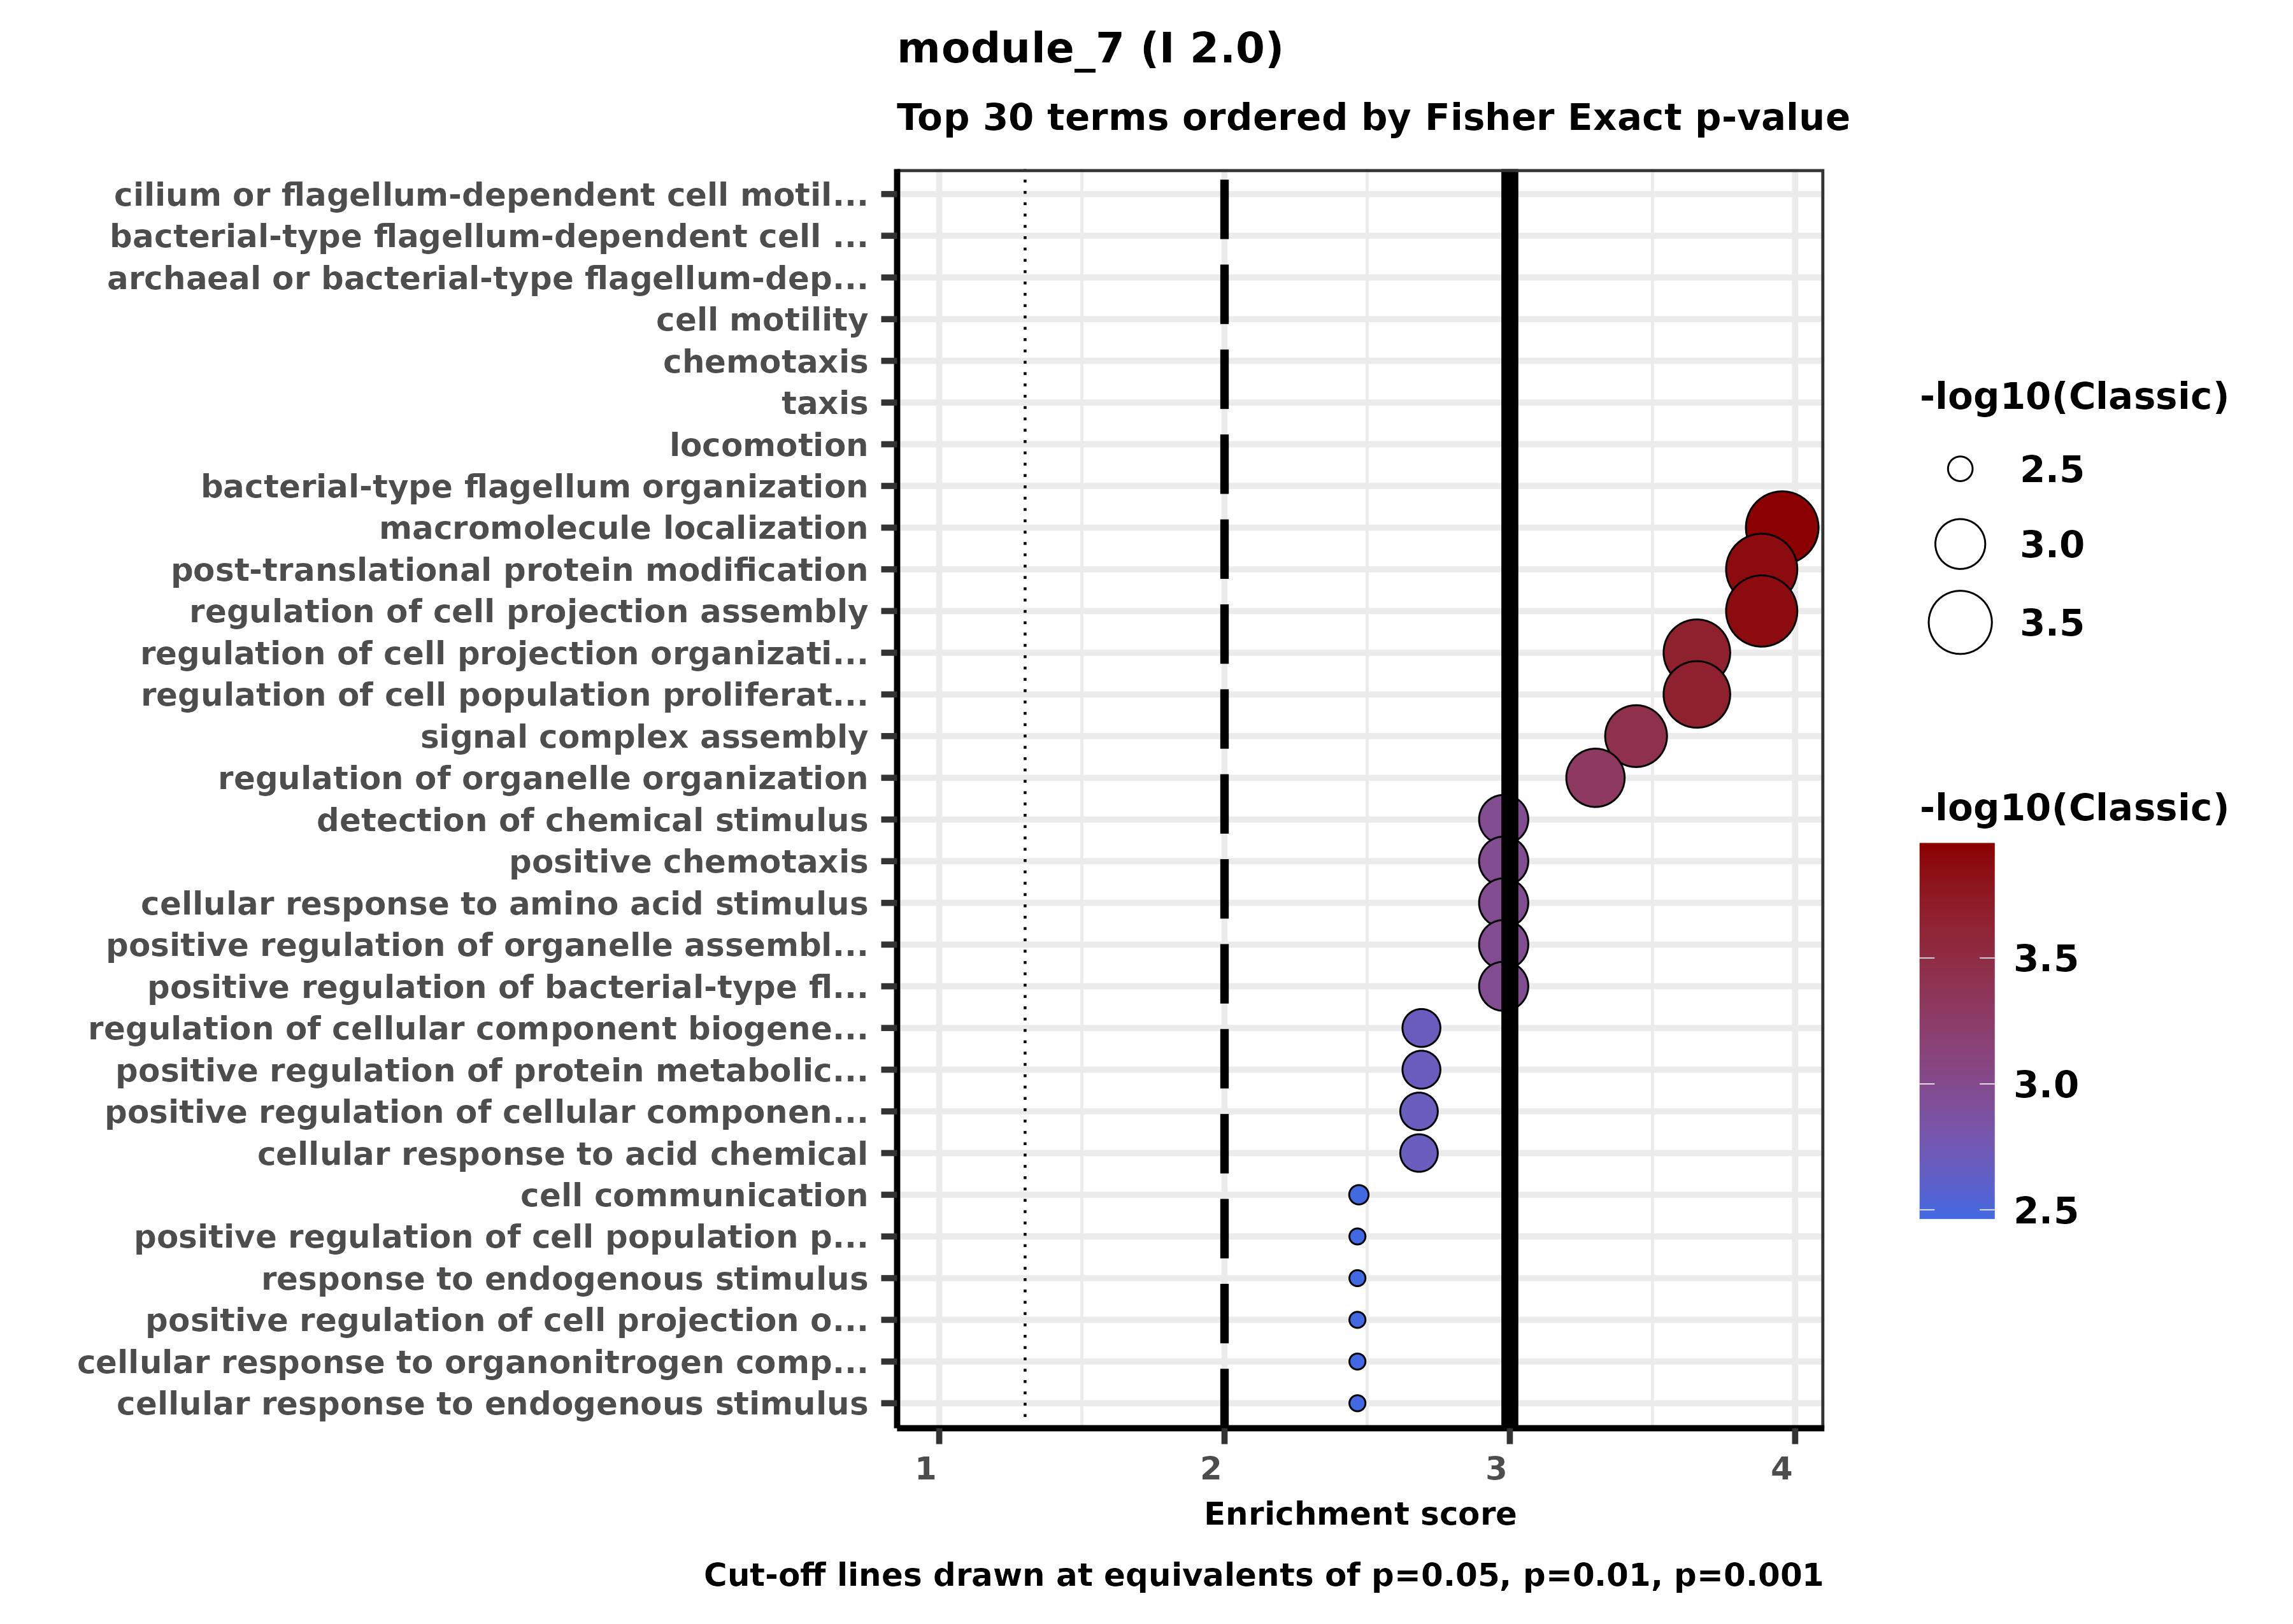 module_7 (I 2.0)
Top 30 terms ordered by Fisher Exact p-value
cilium or flagellum-dependent cell motil...
bacterial-type flagellum-dependent cell ...
archaeal or bacterial-type flagellum-dep...
cell motility
chemotaxis
taxis
locomotion
bacterial-type flagellum organization
macromolecule localization
post-translational protein modification
regulation of cell projection assembly
regulation of cell projection organizati...
regulation of cell population proliferat...
signal complex assembly
regulation of organelle organization
detection of chemical stimulus
positive chemotaxis
cellular response to amino acid stimulus
positive regulation of organelle assembl...
positive regulation of bacterial-type fl...
regulation of cellular component biogene...
positive regulation of protein metabolic...
positive regulation of cellular componen...
cellular response to acid chemical
cell communication
positive regulation of cell population p...
response to endogenous stimulus
positive regulation of cell projection o...
cellular response to organonitrogen comp...
cellular response to endogenous stimulus
1 2 3 4
Enrichment score
Cut-off lines drawn at equivalents of p=0.05, p=0.01, p=0.001
-log10(Classic)
2.5
3.0
3.5
-log10(Classic)
3.5
3.0
2.5